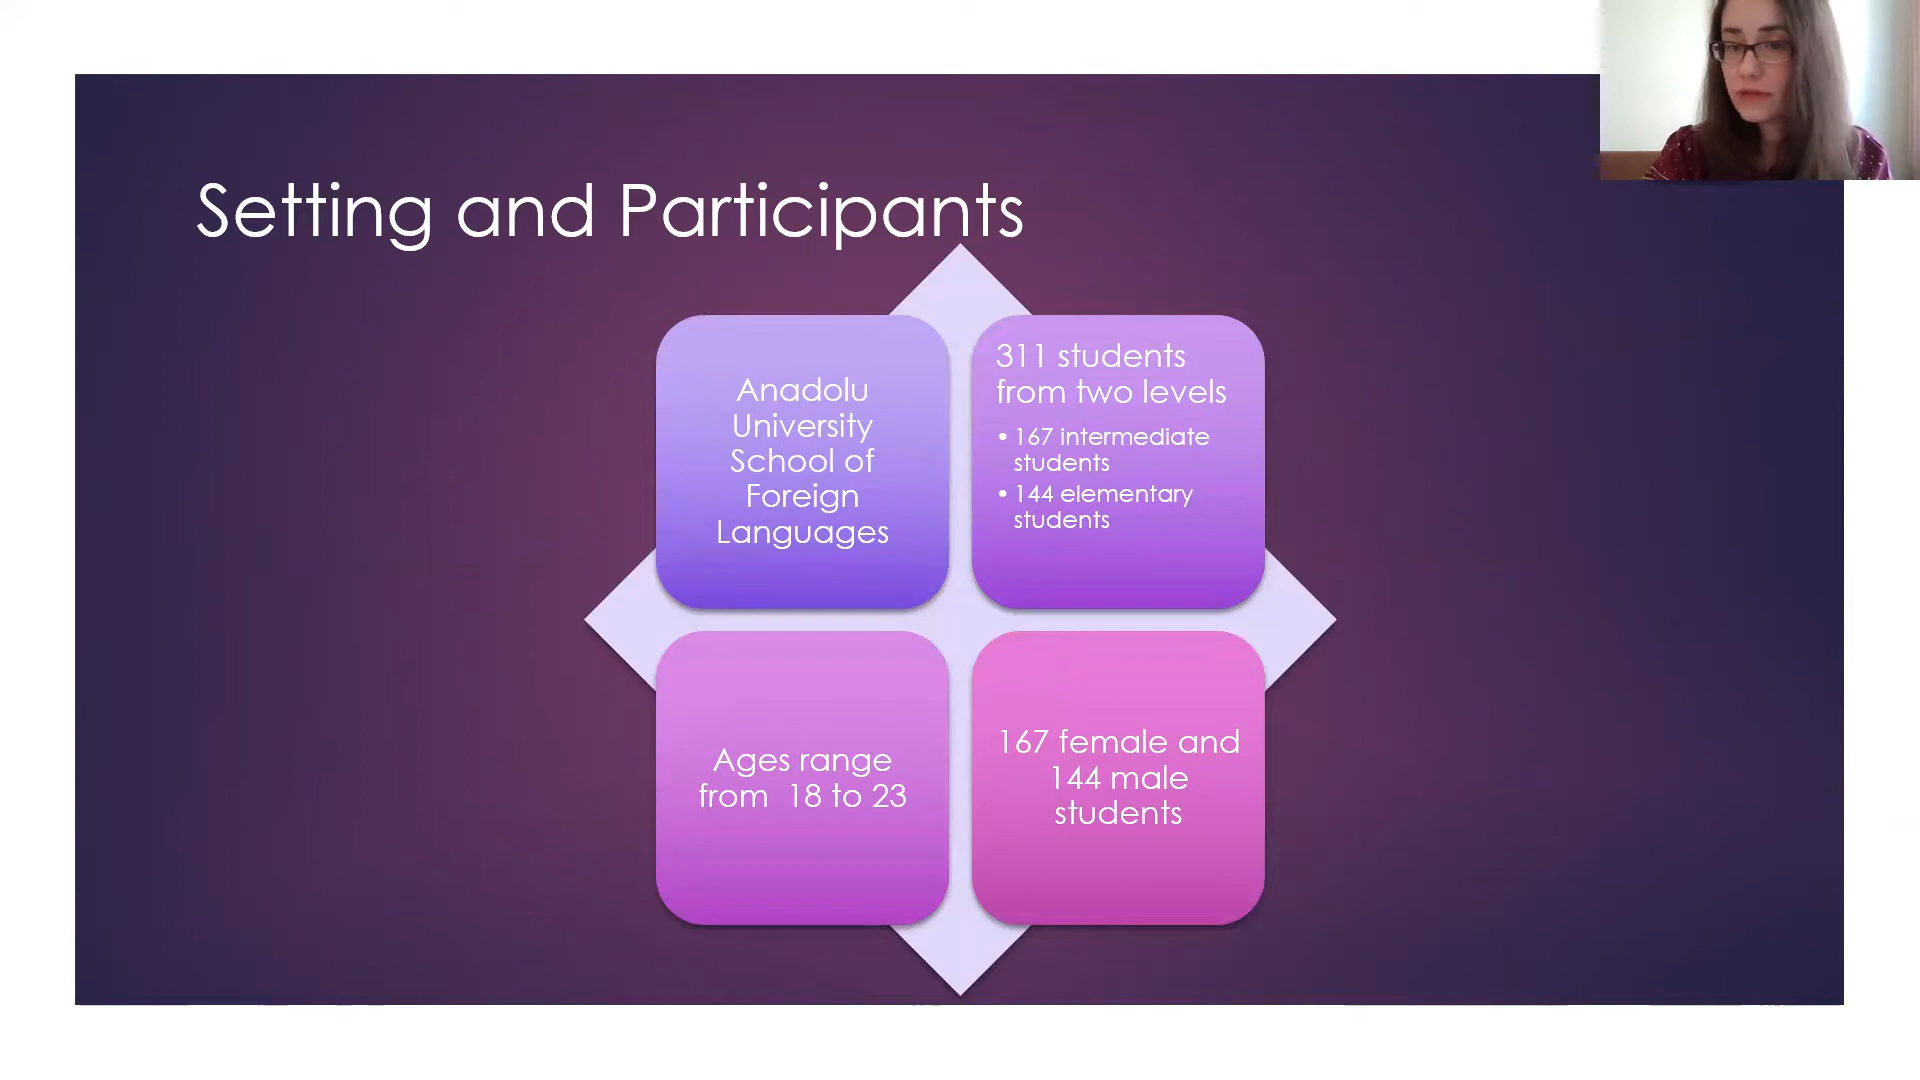 Setting and Participants
Anadolu
University
School of
Foreign
Languages
311 students
from two levels
• 167 intermediate
students
• 144 elementary
students
Ages range
from  18 to 23
167 female and
144 male
students